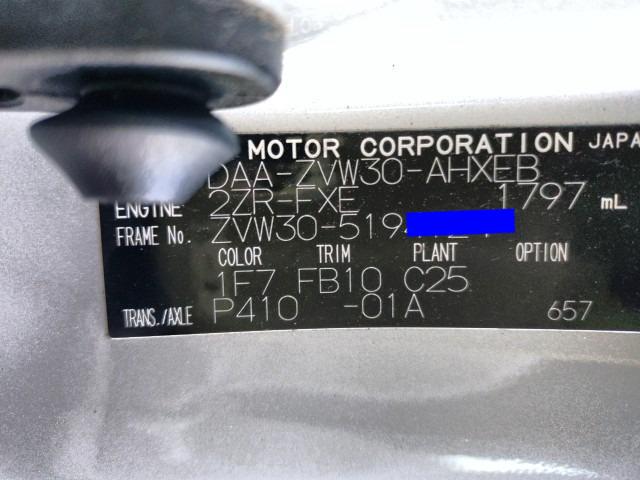 MOTOR CORPORATION JAPA
DAA-ZVW30-AHXEB
ENGINE 2ZR-FXE 1797 mL
FRAME No. ZVW30-519
COLOR TRIM PLANT OPTION
1F7 FB10 C25
TRANS./AXLE P410 -01A 657